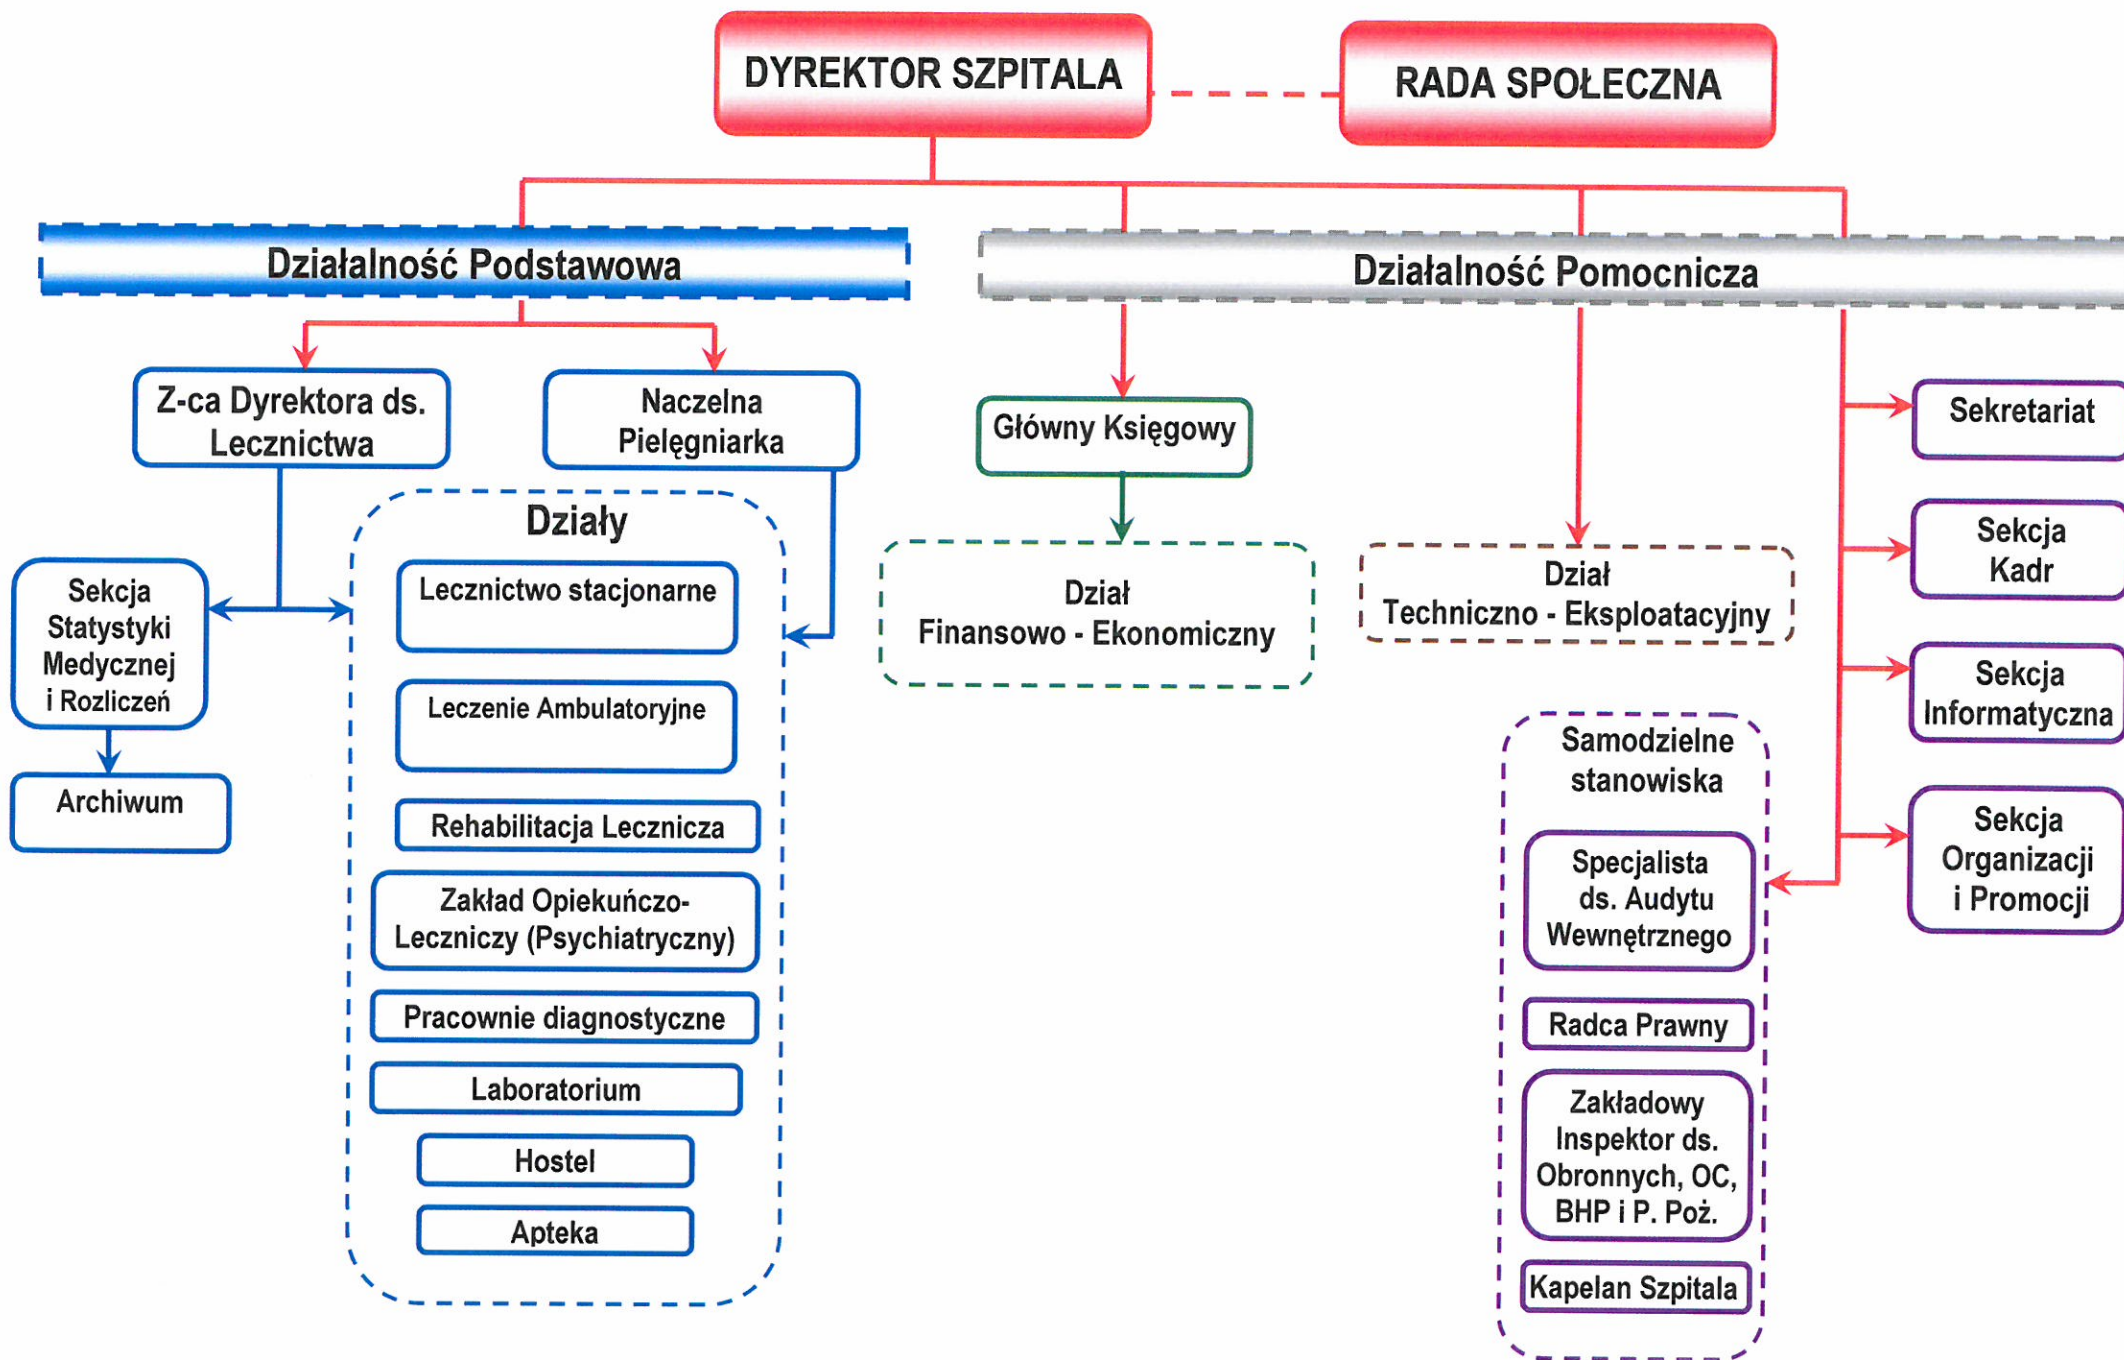 DYREKTOR SZPITALA
RADA SPOŁECZNA
Działalność Podstawowa
Działalność Pomocnicza
Z-ca Dyrektora ds.
Lecznictwa
Naczelna
Pielęgniarka
Główny Księgowy
Sekretariat
Sekcja
Kadr
Sekcja
Informatyczna
Sekcja
Organizacji
i Promocji
Sekcja
Statystyki
Medycznej
i Rozliczeń
Archiwum
Działy
Lecznictwo stacjonarne
Leczenie Ambulatoryjne
Rehabilitacja Lecznicza
Zakład Opiekuńczo-
Leczniczy (Psychiatryczny)
Pracownie diagnostyczne
Laboratorium
Hostel
Apteka
Dział
Finansowo - Ekonomiczny
Dział
Techniczno - Eksploatacyjny
Samodzielne
stanowiska
Specjalista
ds. Audytu
Wewnętrznego
Radca Prawny
Zakładowy
Inspektor ds.
Obronnych, OC,
BHP i P. Poż.
Kapelan Szpitala